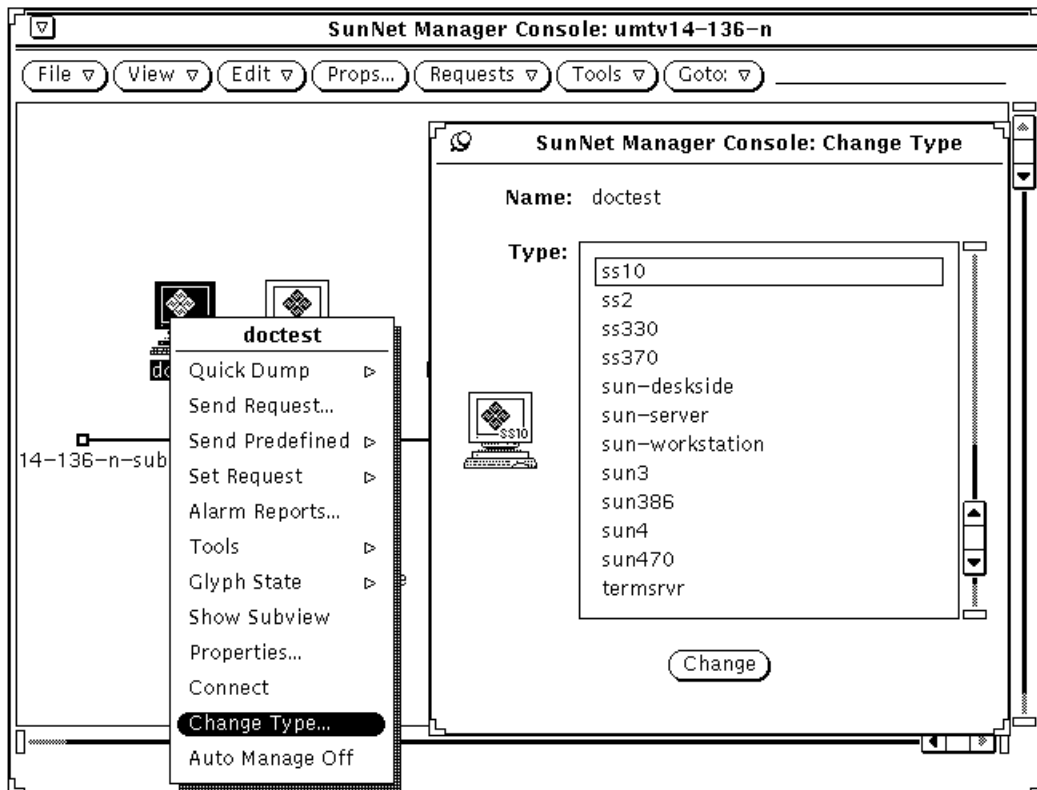 SunNet Manager Console: umtv14-136-n
File View Edit Props... Requests Tools Goto:
SunNet Manager Console: Change Type
Name: doctest
Type:
ss10
ss2
ss330
ss370
sun-deskside
sun-server
sun-workstation
sun3
sun386
sun4
sun470
termsrvr
SS10
Change
doctest
Quick Dump
Send Request...
Send Predefined
Set Request
Alarm Reports...
Tools
Glyph State
Show Subview
Properties...
Connect
Change Type...
Auto Manage Off
14-136-n-sub